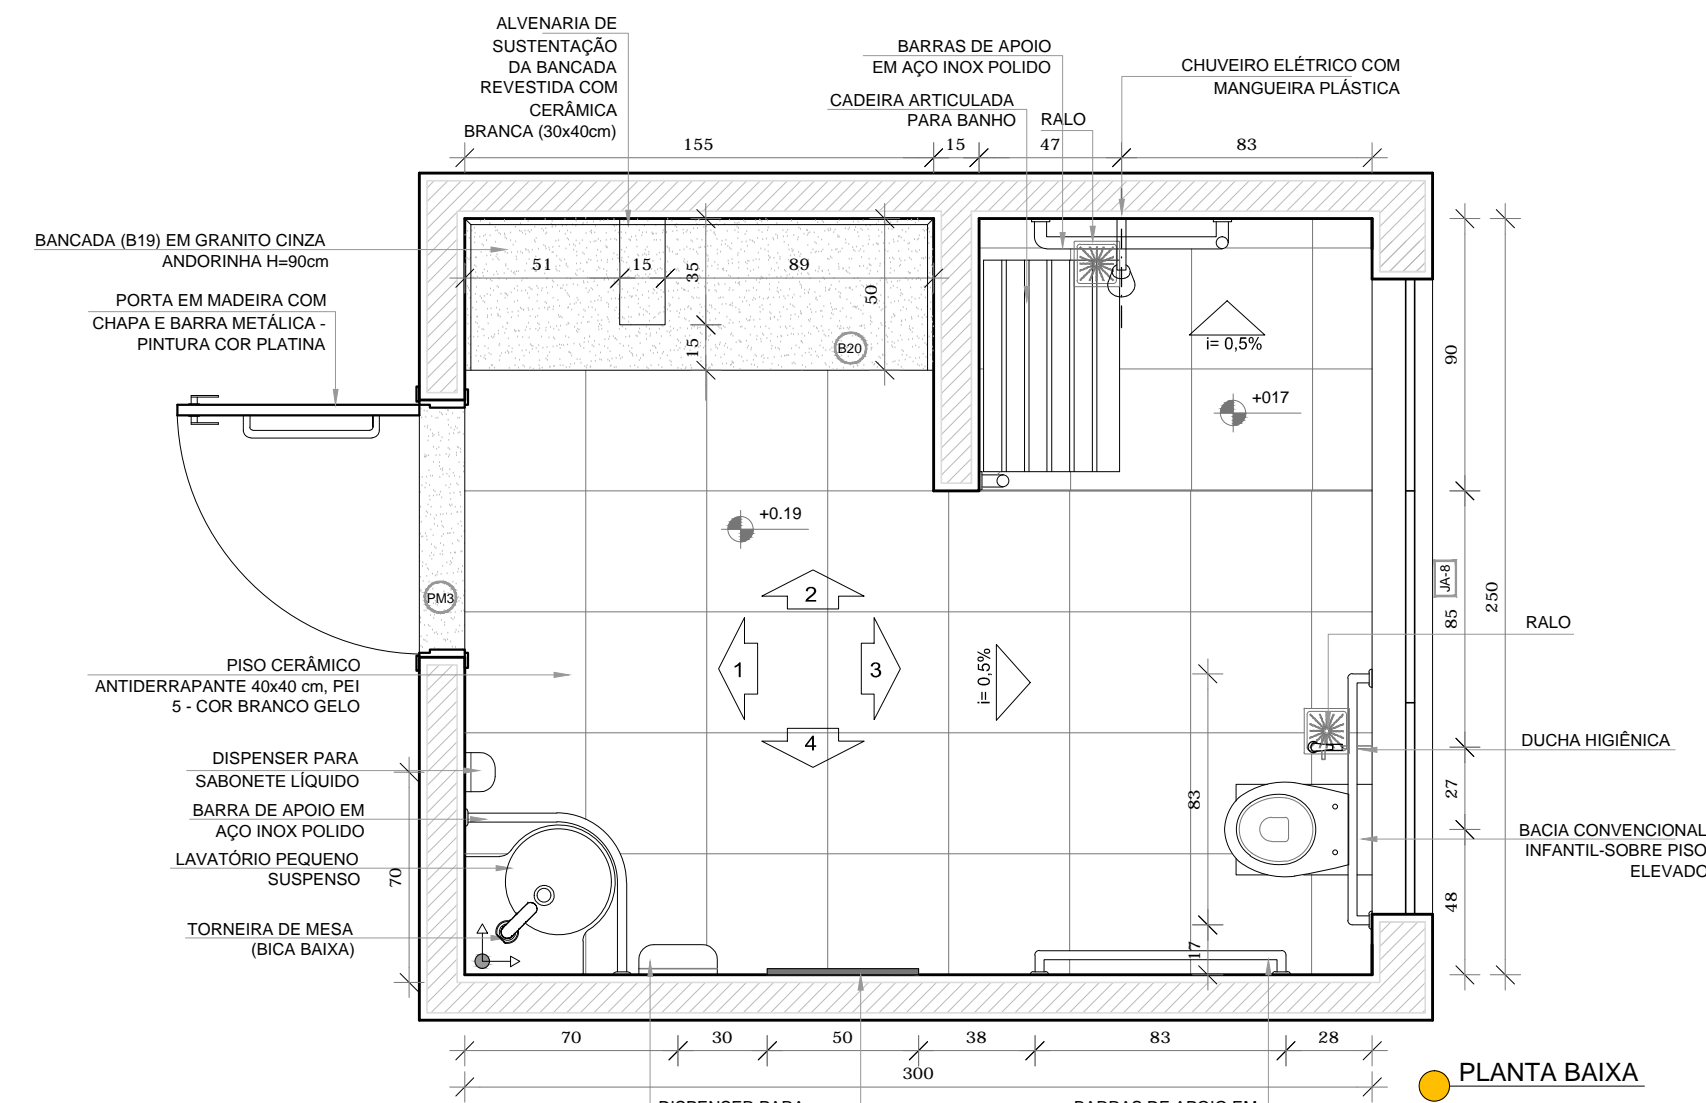 ALVENARIA DE
SUSTENTAÇÃO
DA BANCADA
REVESTIDA COM
CERÂMICA
BRANCA (30x40cm)
BARRAS DE APOIO
EM AÇO INOX POLIDO
CADEIRA ARTICULADA
PARA BANHO
RALO
CHUVEIRO ELÉTRICO COM
MANGUEIRA PLÁSTICA
155
15
47
83
BANCADA (B19) EM GRANITO CINZA
ANDORINHA H=90cm
PORTA EM MADEIRA COM
CHAPA E BARRA METÁLICA -
PINTURA COR PLATINA
51
15
89
35
50
15
B20
i= 0,5%
+017
90
+0.19
PM3
JA-8
250
85
2
1
3
4
i= 0,5%
RALO
PISO CERÂMICO
ANTIDERRAPANTE 40x40 cm, PEI
5 - COR BRANCO GELO
DISPENSER PARA
SABONETE LÍQUIDO
BARRA DE APOIO EM
AÇO INOX POLIDO
LAVATÓRIO PEQUENO
SUSPENSO
70
TORNEIRA DE MESA
(BICA BAIXA)
83
17
DUCHA HIGIÊNICA
27
BACIA CONVENCIONAL
INFANTIL-SOBRE PISO
ELEVADO
48
70
30
50
38
83
28
300
PLANTA BAIXA
DISPENSER PARA
BARRAS DE APOIO EM